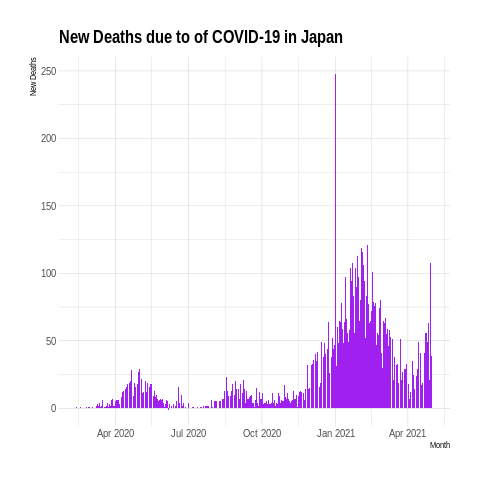 New Deaths due to of COVID-19 in Japan
New Deaths
250
200
150
100
50
0
Apr 2020 Jul 2020 Oct 2020 Jan 2021 Apr 2021
Month